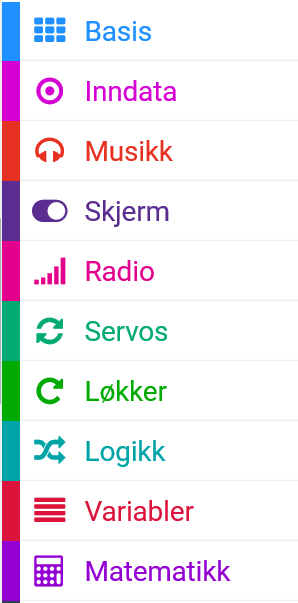 Basis
Inndata
Musikk
Skjerm
Radio
Servos
Løkker
Logikk
Variabler
Matematikk